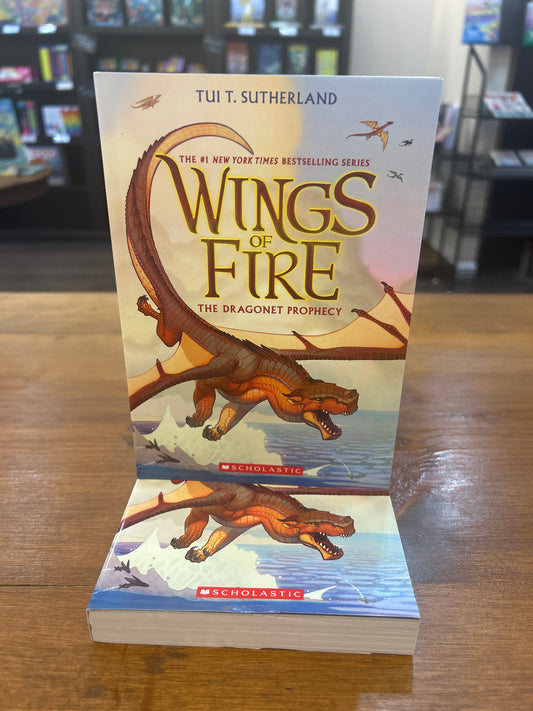 TUI T. SUTHERLAND
THE #1 NEW YORK TIMES BESTSELLING SERIES
WINGS
OF
FIRE
THE DRAGONET PROPHECY
SCHOLASTIC
SCHOLASTIC